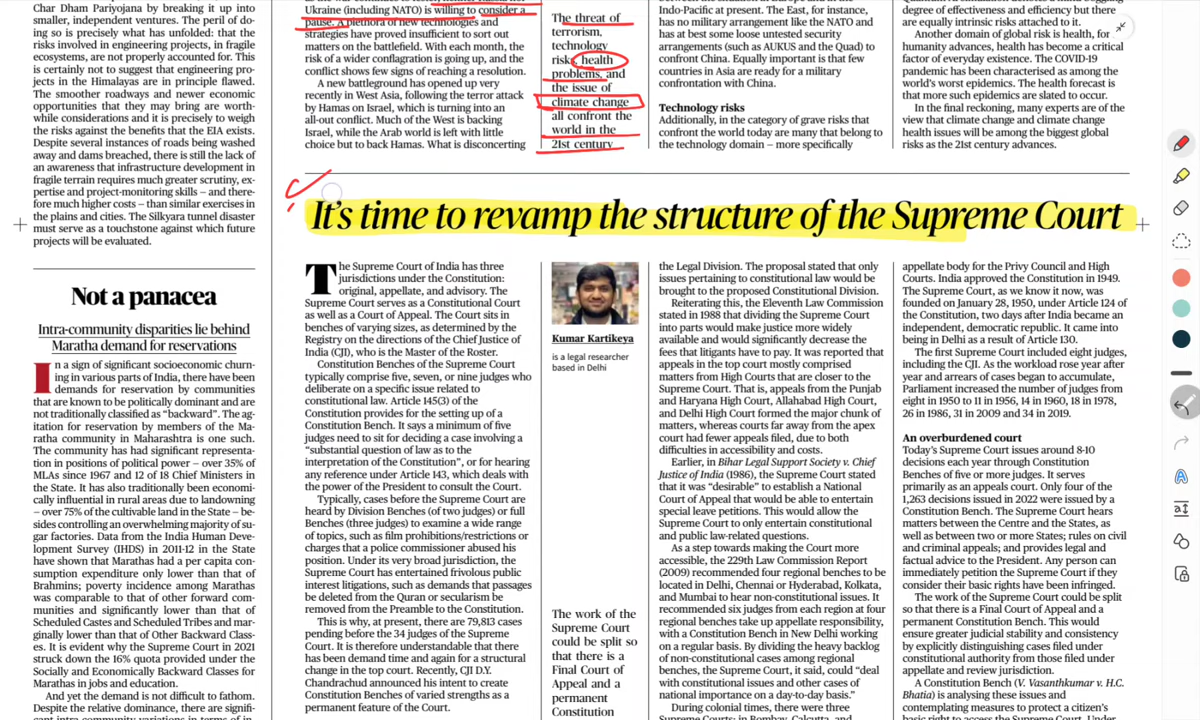 Char Dham Pariyojana by breaking it up into
smaller, independent ventures. The peril of do-
ing so is precisely what has unfolded: that the
risks involved in engineering projects, in fragile
ecosystems, are not properly accounted for. This
is certainly not to suggest that engineering pro-
jects in the Himalayas are in principle flawed.
The smoother roadways and newer economic
opportunities that they may bring are worth-
while considerations and it is precisely to weigh
the risks against the benefits that the EIA exists.
Despite several instances of roads being washed
away and dams breached, there is still the lack of
an awareness that infrastructure development in
fragile terrain requires much greater scrutiny, ex-
pertise and project-monitoring skills – and there-
fore much higher costs – than similar exercises in
the plains and cities. The Silkyara tunnel disaster
must serve as a touchstone against which future
projects will be evaluated.
Not a panacea
Intra-community disparities lie behind
Maratha demand for reservations
In a sign of significant socioeconomic churn-
ing in various parts of India, there have been
demands for reservation by communities
that are known to be politically dominant and are
not traditionally classified as “backward”. The ag-
itation for reservation by members of the Ma-
ratha community in Maharashtra is one such.
The community has had significant representa-
tion in positions of political power – over 35% of
MLAs since 1967 and 12 of 18 Chief Ministers in
the State. It has also traditionally been economi-
cally influential in rural areas due to landowning
– over 75% of the cultivable land in the State – be-
sides controlling an overwhelming majority of su-
gar factories. Data from the India Human Deve-
lopment Survey (IHDS) in 2011-12 in the State
have shown that Marathas had a per capita con-
sumption expenditure only lower than that of
Brahmins; poverty incidence among Marathas
was comparable to that of other forward com-
munities and significantly lower than that of
Scheduled Castes and Scheduled Tribes and mar-
ginally lower than that of Other Backward Class-
es. It is evident why the Supreme Court in 2021
struck down the 16% quota provided under the
Socially and Economically Backward Classes for
Marathas in jobs and education.
And yet the demand is not difficult to fathom.
Despite the relative dominance, there are signifi-
Ukraine (including NATO) is willing to consider a
pause. A plethora of new technologies and
strategies have proved insufficient to sort out
matters on the battlefield. With each month, the
risk of a wider conflagration is going up, and the
conflict shows few signs of reaching a resolution.
A new battleground has opened up very
recently in West Asia, following the terror attack
by Hamas on Israel, which is turning into an
all-out conflict. Much of the West is backing
Israel, while the Arab world is left with little
choice but to back Hamas. What is disconcerting
The threat of
terrorism,
technology
risks, health
problems, and
the issue of
climate change
all confront the
world in the
21st century
Indo-Pacific at present. The East, for instance,
has no military arrangement like the NATO and
has at best some loose untested security
arrangements (such as AUKUS and the Quad) to
confront China. Equally important is that few
countries in Asia are ready for a military
confrontation with China.
Technology risks
Additionally, in the category of grave risks that
confront the world today are many that belong to
the technology domain – more specifically
degree of effectiveness and efficiency but there
are equally intrinsic risks attached to it.
Another domain of global risk is health, for
humanity advances, health has become a critical
factor of everyday existence. The COVID-19
pandemic has been characterised as among the
world's worst epidemics. The health forecast is
that more such epidemics are slated to occur.
In the final reckoning, many experts are of the
view that climate change and climate change
health issues will be among the biggest global
risks as the 21st century advances.
It's time to revamp the structure of the Supreme Court
The Supreme Court of India has three
jurisdictions under the Constitution:
original, appellate, and advisory. The
Supreme Court serves as a Constitutional Court
as well as a Court of Appeal. The Court sits in
benches of varying sizes, as determined by the
Registry on the directions of the Chief Justice of
India (CJI), who is the Master of the Roster.
Constitution Benches of the Supreme Court
typically comprise five, seven, or nine judges who
deliberate on a specific issue related to
constitutional law. Article 145(3) of the
Constitution provides for the setting up of a
Constitution Bench. It says a minimum of five
judges need to sit for deciding a case involving a
“substantial question of law as to the
interpretation of the Constitution”, or for hearing
any reference under Article 143, which deals with
the power of the President to consult the Court.
Typically, cases before the Supreme Court are
heard by Division Benches (of two judges) or full
Benches (three judges) to examine a wide range
of topics, such as film prohibitions/restrictions or
charges that a police commissioner abused his
position. Under its very broad jurisdiction, the
Supreme Court has entertained frivolous public
interest litigations, such as demands that passages
be deleted from the Quran or secularism be
removed from the Preamble to the Constitution.
This is why, at present, there are 79,813 cases
pending before the 34 judges of the Supreme
Court. It is therefore understandable that there
has been demand time and again for a structural
change in the top court. Recently, CJI D.Y.
Chandrachud announced his intent to create
Constitution Benches of varied strengths as a
permanent feature of the Court.
Kumar Kartikeya
is a legal researcher
based in Delhi
The work of the
Supreme Court
could be split so
that there is a
Final Court of
Appeal and a
permanent
Constitution
the Legal Division. The proposal stated that only
issues pertaining to constitutional law would be
brought to the proposed Constitutional Division.
Reiterating this, the Eleventh Law Commission
stated in 1988 that dividing the Supreme Court
into parts would make justice more widely
available and would significantly decrease the
fees that litigants have to pay. It was reported that
appeals in the top court mostly comprised
matters from High Courts that are closer to the
Supreme Court. That is, appeals from the Punjab
and Haryana High Court, Allahabad High Court,
and Delhi High Court formed the major chunk of
matters, whereas courts far away from the apex
court had fewer appeals filed, due to both
difficulties in accessibility and costs.
Earlier, in Bihar Legal Support Society v. Chief
Justice of India (1986), the Supreme Court stated
that it was “desirable” to establish a National
Court of Appeal that would be able to entertain
special leave petitions. This would allow the
Supreme Court to only entertain constitutional
and public law-related questions.
As a step towards making the Court more
accessible, the 229th Law Commission Report
(2009) recommended four regional benches to be
located in Delhi, Chennai or Hyderabad, Kolkata,
and Mumbai to hear non-constitutional issues. It
recommended six judges from each region at four
regional benches take up appellate responsibility,
with a Constitution Bench in New Delhi working
on a regular basis. By dividing the heavy backlog
of non-constitutional cases among regional
benches, the Supreme Court, it said, could “deal
with constitutional issues and other cases of
national importance on a day-to-day basis.”
During colonial times, there were three
Supreme Courts: in Bombay, Calcutta, and
appellate body for the Privy Council and High
Courts. India approved the Constitution in 1949.
The Supreme Court, as we know it now, was
founded on January 28, 1950, under Article 124 of
the Constitution, two days after India became an
independent, democratic republic. It came into
being in Delhi as a result of Article 130.
The first Supreme Court included eight judges,
including the CJI. As the workload rose year after
year and arrears of cases began to accumulate,
Parliament increased the number of judges from
eight in 1950 to 11 in 1956, 14 in 1960, 18 in 1978,
26 in 1986, 31 in 2009 and 34 in 2019.
An overburdened court
Today's Supreme Court issues around 8-10
decisions each year through Constitution
Benches of five or more judges. It serves
primarily as an appeals court. Only four of the
1,263 decisions issued in 2022 were issued by a
Constitution Bench. The Supreme Court hears
matters between the Centre and the States, as
well as between two or more States; rules on civil
and criminal appeals; and provides legal and
factual advice to the President. Any person can
immediately petition the Supreme Court if they
consider their basic rights have been infringed.
The work of the Supreme Court could be split
so that there is a Final Court of Appeal and a
permanent Constitution Bench. This would
ensure greater judicial stability and consistency
by explicitly distinguishing cases filed under
constitutional authority from those filed under
appellate and review jurisdiction.
A Constitution Bench (V. Vasanthkumar v. H.C.
Bhatia) is analysing these issues and
contemplating measures to protect a citizen's